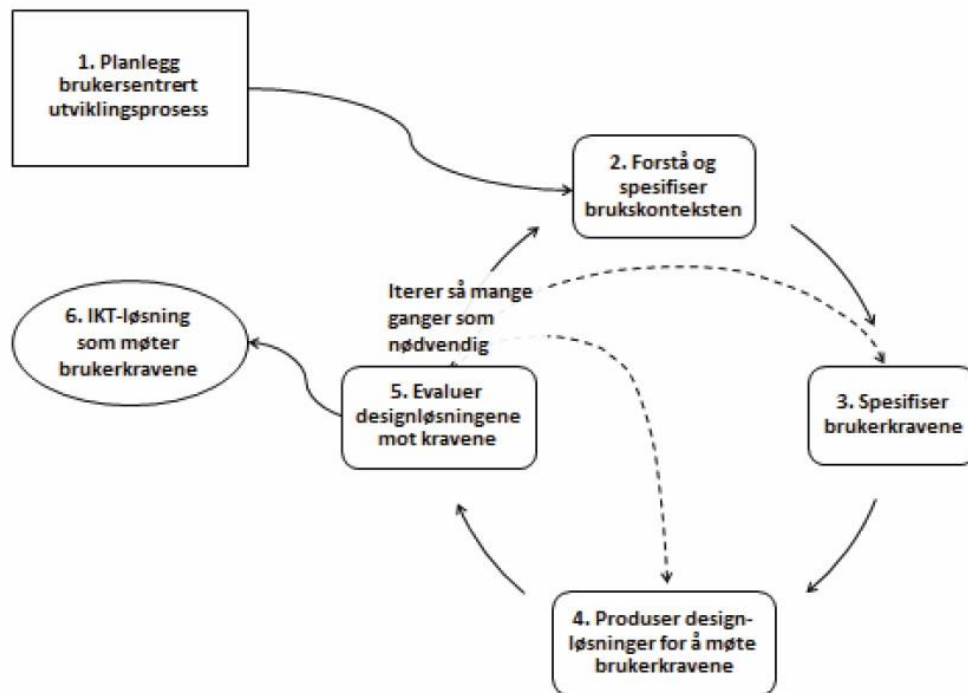 1. Planlegg
brukersentrert
utviklingsprosess
2. Forstå og
spesifiser
brukskonteksten
Iterer så mange
ganger som
nødvendig
3. Spesifiser
brukerkravene
4. Produser design-
løsninger for å møte
brukerkravene
5. Evaluer
designløsningene
mot kravene
6. IKT-løsning
som møter
brukerkravene